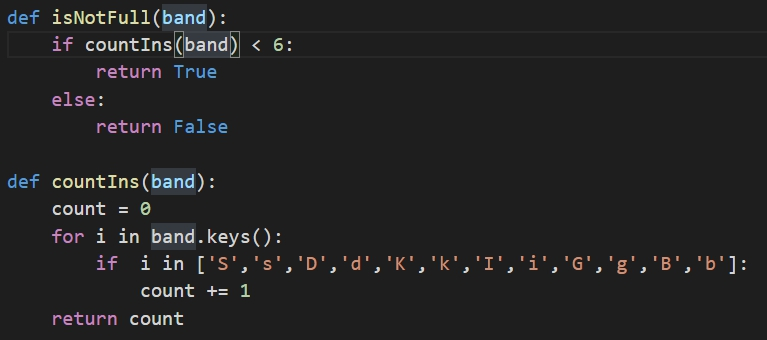 def isNotFull(band):
    if countIns(band) < 6:
        return True
    else:
        return False

def countIns(band):
    count = 0
    for i in band.keys():
        if  i in ['S','s','D','d','K','k','I','i','G','g','B','b']:
            count += 1
    return count